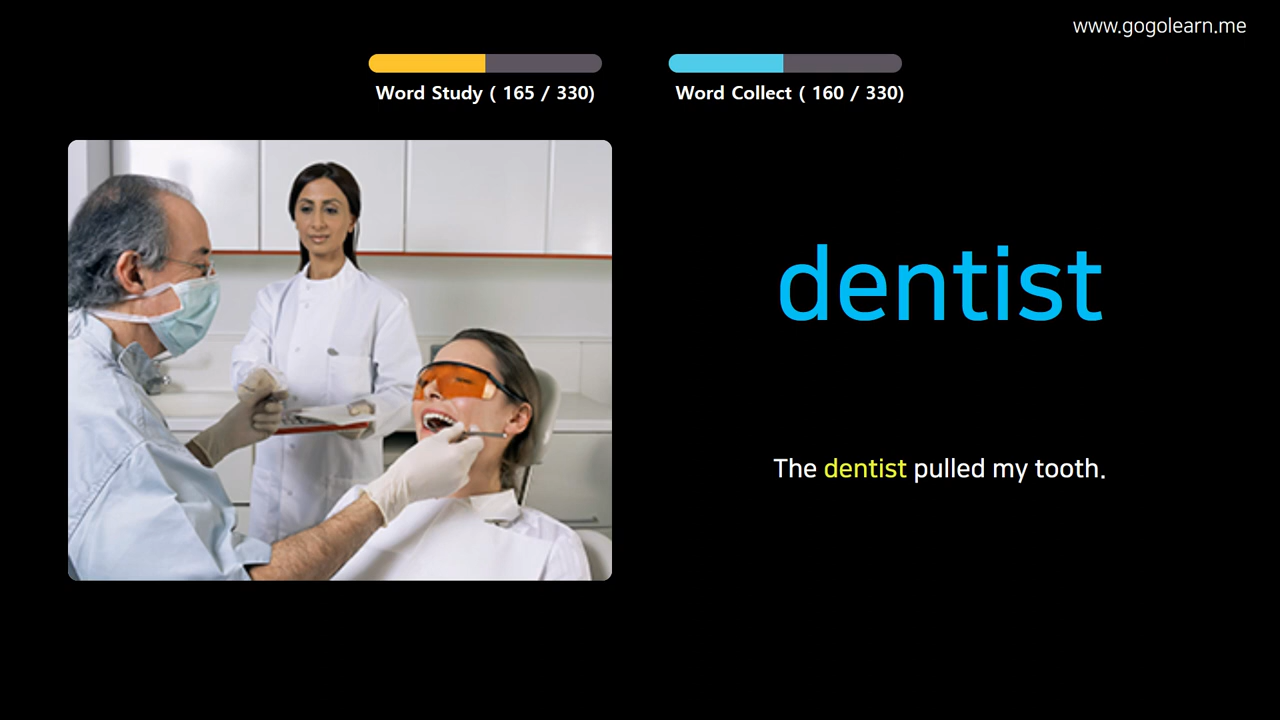 www.gogolearn.me
Word Study ( 165 / 330)
Word Collect ( 160 / 330)
dentist
The dentist pulled my tooth.